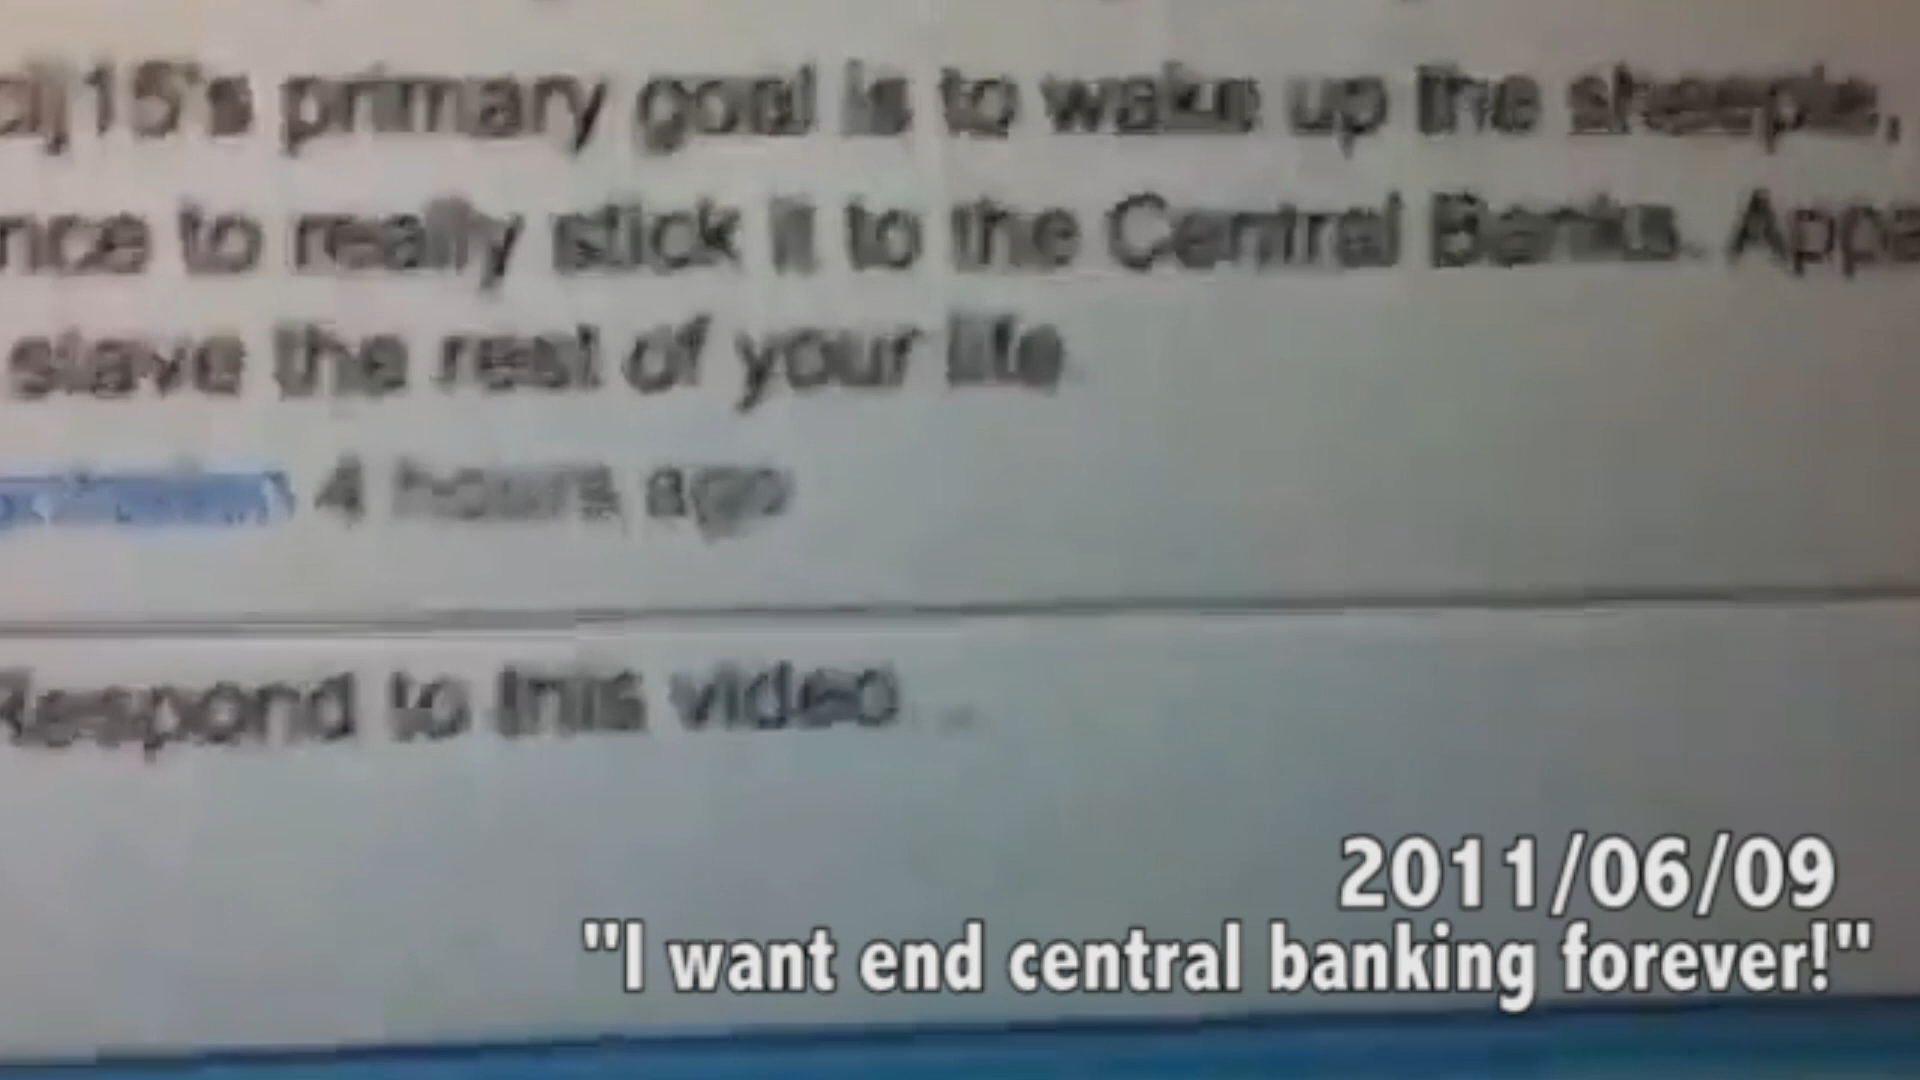 dj15's primary goal is to wake up the sheeple,
nce to really stick it to the Central Banks. Appa
slave the rest of your life
4 hours ago
Respond to this video...
2011/06/09
"I want end central banking forever!"